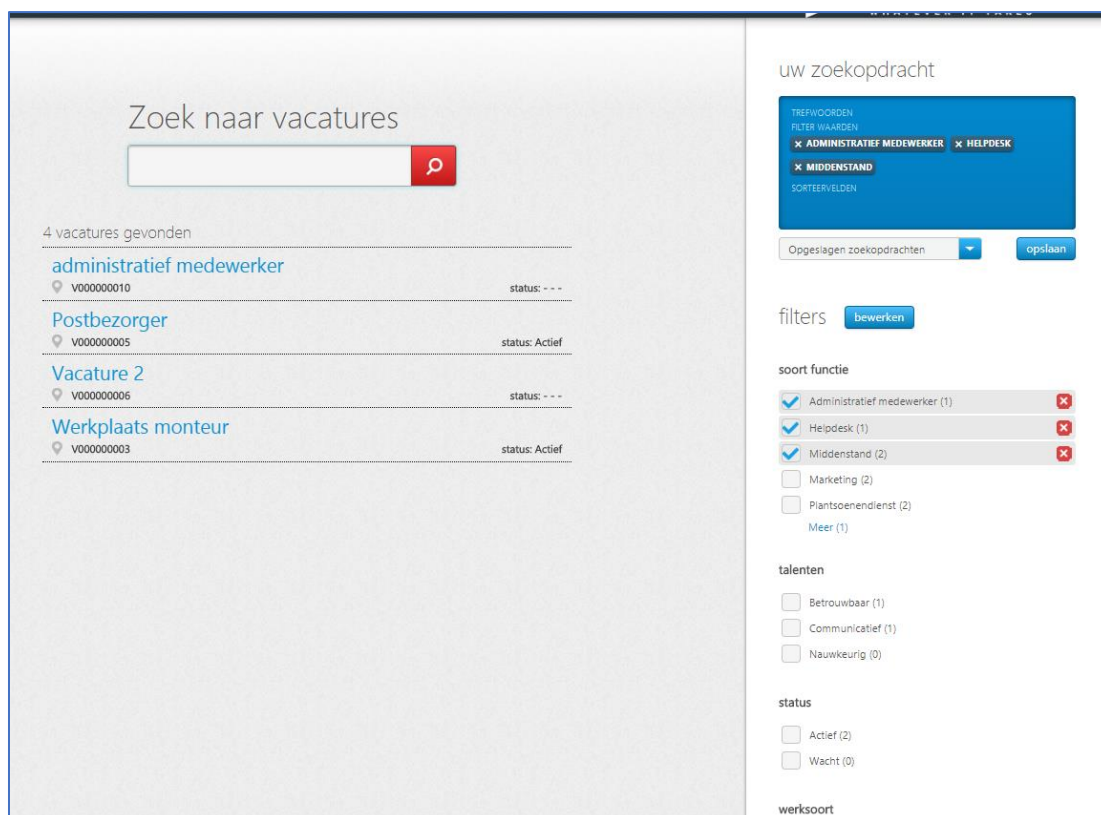 Zoek naar vacatures
4 vacatures gevonden
administratief medewerker
V000000010 status: - - -
Postbezorger
V000000005 status: Actief
Vacature 2
V000000006 status: - - -
Werkplaats monteur
V000000003 status: Actief
uw zoekopdracht
TREFWOORDEN
FILTER WAARDEN
× ADMINISTRATIEF MEDEWERKER × HELPDESK
× MIDDENSTAND
SORTEERVELDEN
Opgeslagen zoekopdrachten opslaan
filters bewerken
soort functie
Administratief medewerker (1)
Helpdesk (1)
Middenstand (2)
Marketing (2)
Plantsoenendienst (2)
Meer (1)
talenten
Betrouwbaar (1)
Communicatief (1)
Nauwkeurig (0)
status
Actief (2)
Wacht (0)
werksoort